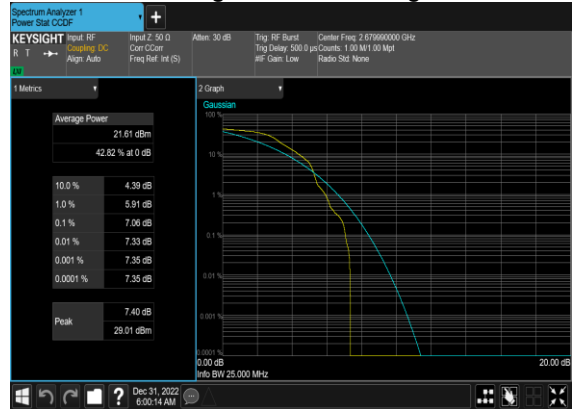 Spectrum Analyzer 1
Power Stat CCDF
KEYSIGHT Input: RF Input Z: 50 Ω Atten: 30 dB Trig: RF Burst Center Freq: 2.679990000 GHz
R T Coupling: DC Corr CCorr Trig Delay: 500.0 µs Counts: 1.00 M/1.00 Mpt
Align: Auto Freq Ref: Int (S) #IF Gain: Low Radio Std: None
1 Metrics
2 Graph
Average Power
21.61 dBm
42.82 % at 0 dB
10.0 % 4.39 dB
1.0 % 5.91 dB
0.1 % 7.06 dB
0.01 % 7.33 dB
0.001 % 7.35 dB
0.0001 % 7.35 dB
Peak 7.40 dB
29.01 dBm
Gaussian
100 %
10 %
1 %
0.1 %
0.01 %
0.001 %
0.0001 %
0.00 dB 20.00 dB
Info BW 25.000 MHz
? Dec 31, 2022
6:00:14 AM